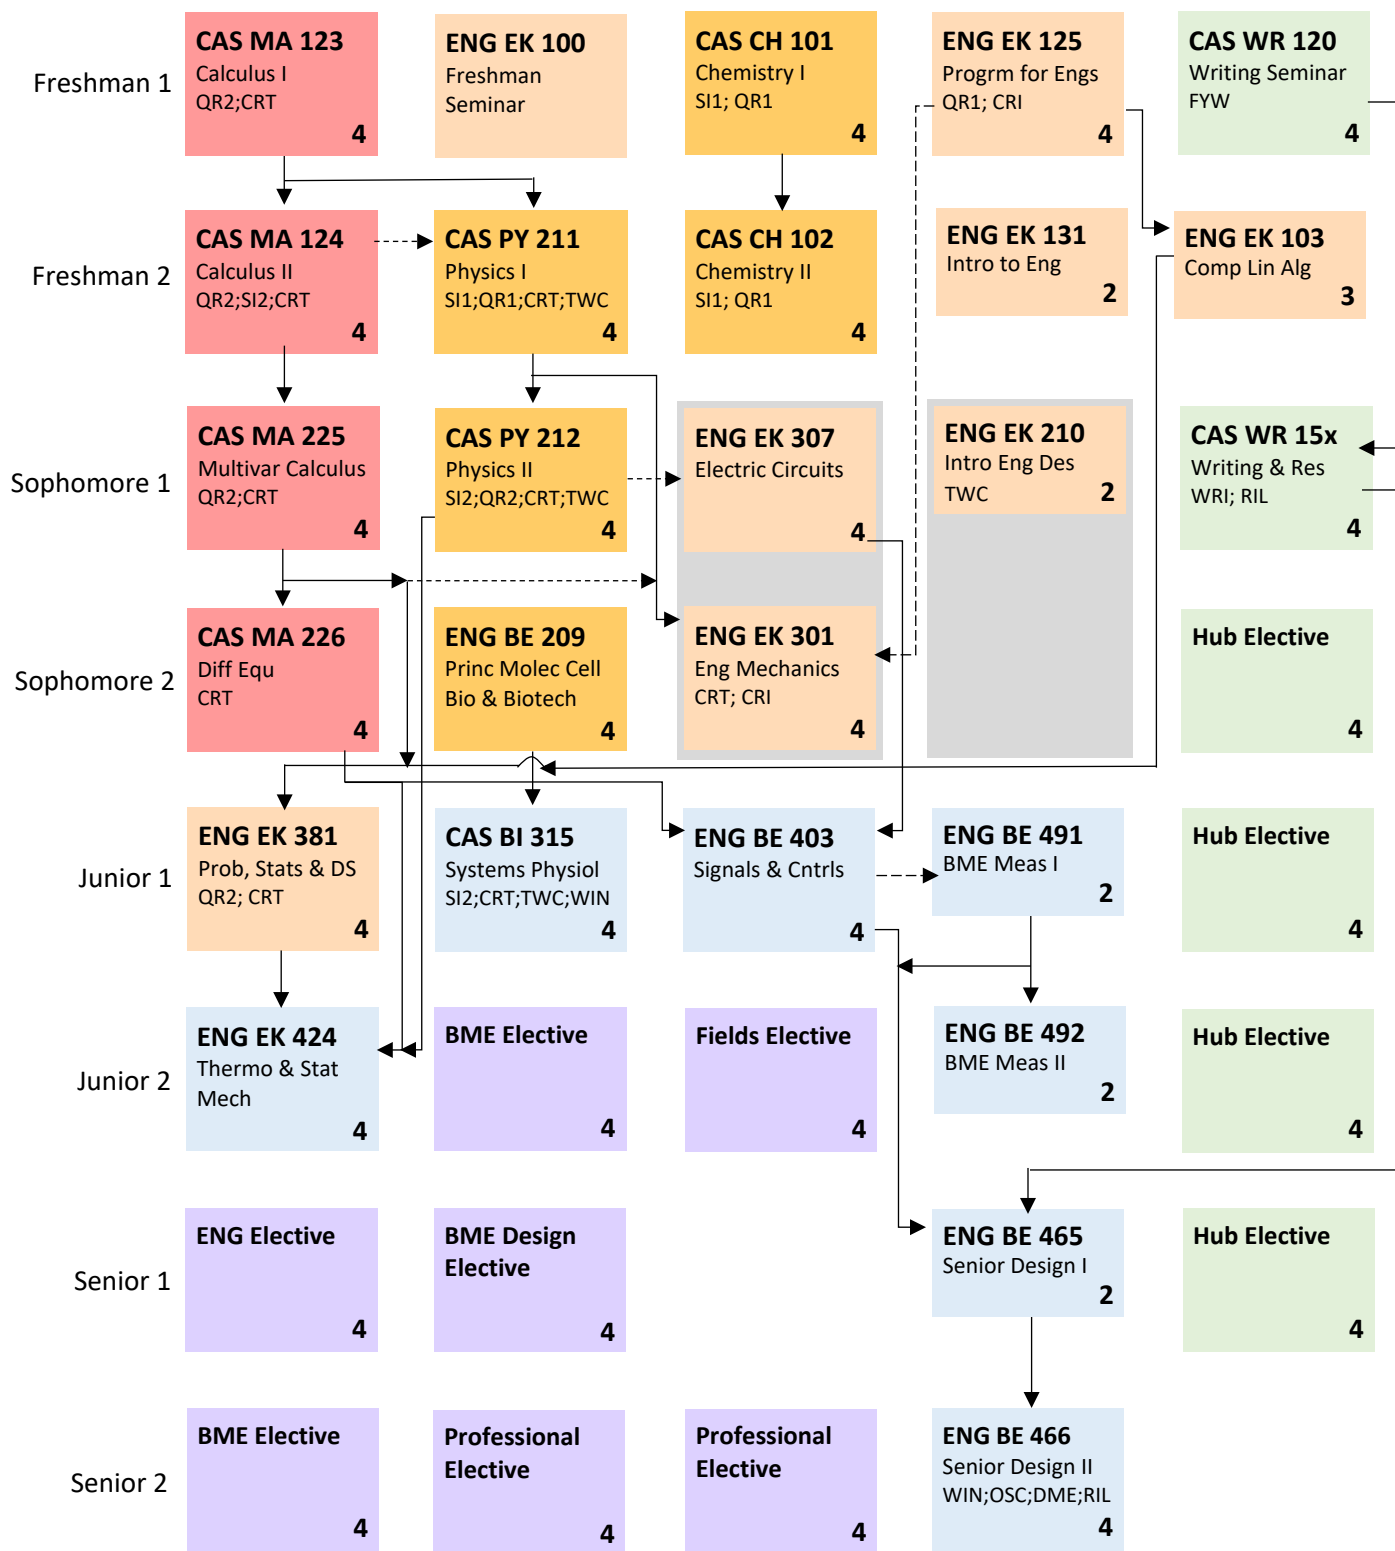 Freshman 1
CAS MA 123
Calculus I
QR2;CRT
4
ENG EK 100
Freshman
Seminar
CAS CH 101
Chemistry I
SI1; QR1
4
ENG EK 125
Progrm for Engs
QR1; CRI
4
CAS WR 120
Writing Seminar
FYW
4
Freshman 2
CAS MA 124
Calculus II
QR2;SI2;CRT
4
CAS PY 211
Physics I
SI1;QR1;CRT;TWC
4
CAS CH 102
Chemistry II
SI1; QR1
4
ENG EK 131
Intro to Eng
2
ENG EK 103
Comp Lin Alg
3
Sophomore 1
CAS MA 225
Multivar Calculus
QR2;CRT
4
CAS PY 212
Physics II
SI2;QR2;CRT;TWC
4
ENG EK 307
Electric Circuits
4
ENG EK 210
Intro Eng Des
TWC
2
CAS WR 15x
Writing & Res
WRI; RIL
4
Sophomore 2
CAS MA 226
Diff Equ
CRT
4
ENG BE 209
Princ Molec Cell
Bio & Biotech
4
ENG EK 301
Eng Mechanics
CRT; CRI
4
Hub Elective
4
Junior 1
ENG EK 381
Prob, Stats & DS
QR2; CRT
4
CAS BI 315
Systems Physiol
SI2;CRT;TWC;WIN
4
ENG BE 403
Signals & Cntrls
4
ENG BE 491
BME Meas I
2
Hub Elective
4
Junior 2
ENG EK 424
Thermo & Stat
Mech
4
BME Elective
4
Fields Elective
4
ENG BE 492
BME Meas II
2
Hub Elective
4
Senior 1
ENG Elective
4
BME Design
Elective
4
ENG BE 465
Senior Design I
2
Hub Elective
4
Senior 2
BME Elective
4
Professional
Elective
4
Professional
Elective
4
ENG BE 466
Senior Design II
WIN;OSC;DME;RIL
4